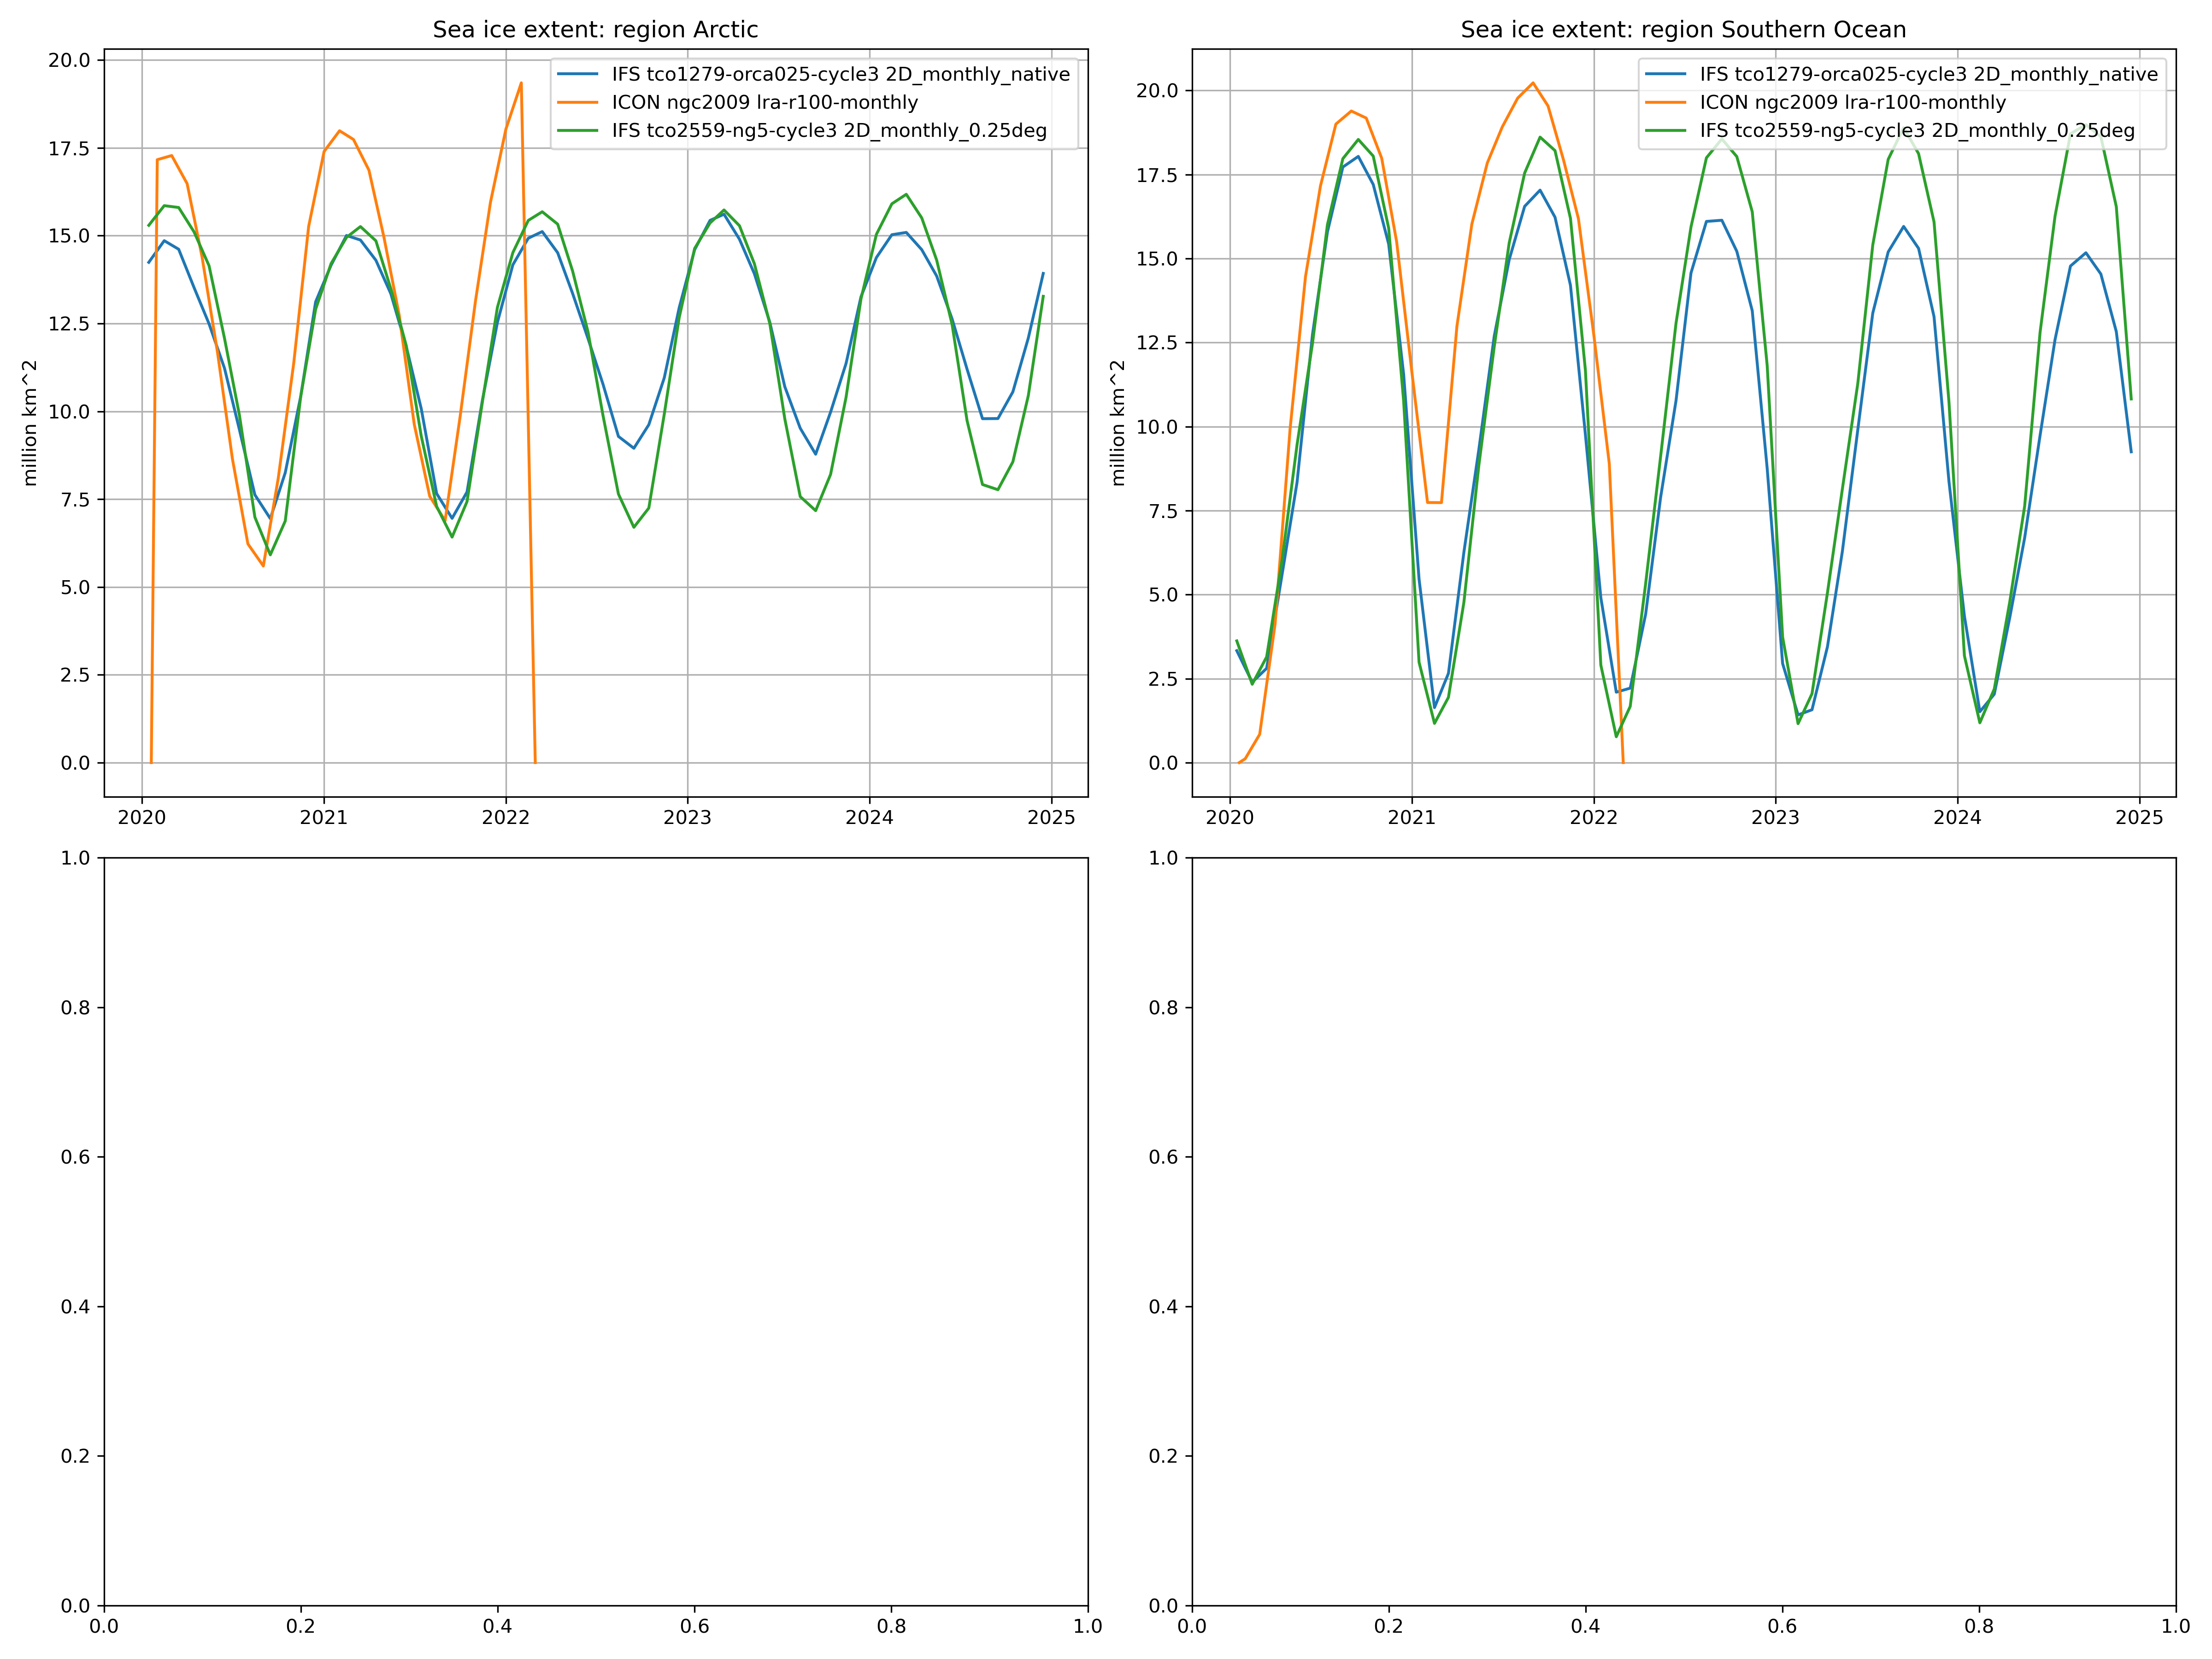 Sea ice extent: region Arctic
IFS tco1279-orca025-cycle3 2D_monthly_native
ICON ngc2009 lra-r100-monthly
IFS tco2559-ng5-cycle3 2D_monthly_0.25deg
million km^2
20.0
17.5
15.0
12.5
10.0
7.5
5.0
2.5
0.0
2020 2021 2022 2023 2024 2025
Sea ice extent: region Southern Ocean
IFS tco1279-orca025-cycle3 2D_monthly_native
ICON ngc2009 lra-r100-monthly
IFS tco2559-ng5-cycle3 2D_monthly_0.25deg
million km^2
20.0
17.5
15.0
12.5
10.0
7.5
5.0
2.5
0.0
2020 2021 2022 2023 2024 2025
1.0
0.8
0.6
0.4
0.2
0.0
0.0 0.2 0.4 0.6 0.8 1.0
1.0
0.8
0.6
0.4
0.2
0.0
0.0 0.2 0.4 0.6 0.8 1.0